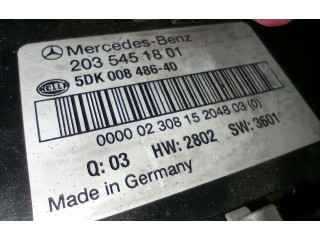 Mercedes-Benz
203 545 18 01
HELLA
5DK 008 486-40
0000 02 308 15 2048 03 (0)
Q: 03 HW: 2802 SW: 3601
Made in Germany